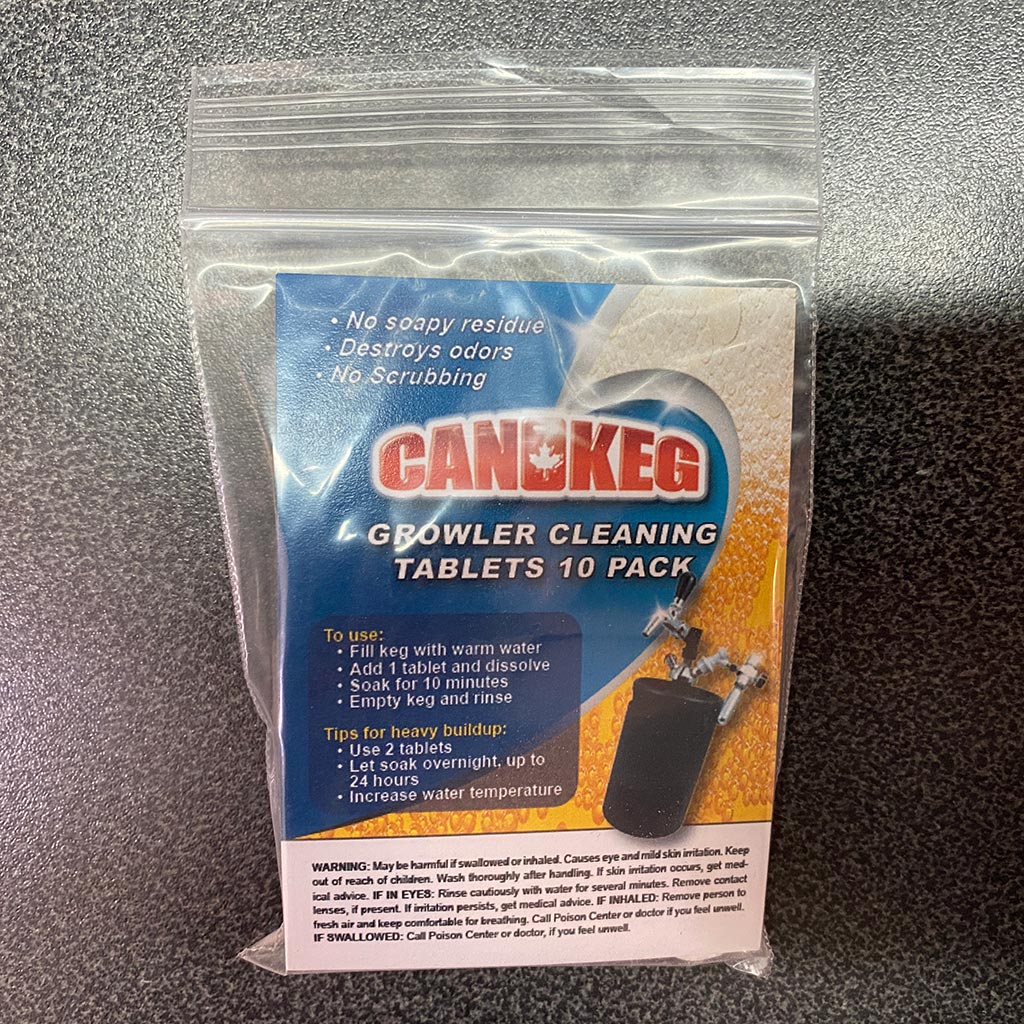 • No soapy residue
• Destroys odors
• No Scrubbing
CANUKEG
GROWLER CLEANING
TABLETS 10 PACK
To use:
• Fill keg with warm water
• Add 1 tablet and dissolve
• Soak for 10 minutes
• Empty keg and rinse
Tips for heavy buildup:
• Use 2 tablets
• Let soak overnight, up to
24 hours
• Increase water temperature
WARNING: May be harmful if swallowed or inhaled. Causes eye and mild skin irritation. Keep
out of reach of children. Wash thoroughly after handling. If skin irritation occurs, get med-
ical advice. IF IN EYES: Rinse cautiously with water for several minutes. Remove contact
lenses, if present. If irritation persists, get medical advice. IF INHALED: Remove person to
fresh air and keep comfortable for breathing. Call Poison Center or doctor if you feel unwell.
IF SWALLOWED: Call Poison Center or doctor, if you feel unwell.